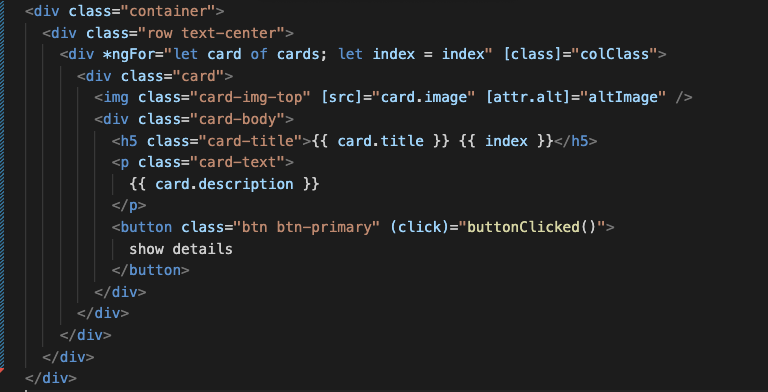 <div class="container">
<div class="row text-center">
<div *ngFor="let card of cards; let index = index" [class]="colClass">
<div class="card">
<img class="card-img-top" [src]="card.image" [attr.alt]="altImage" />
<div class="card-body">
<h5 class="card-title">{{ card.title }} {{ index }}</h5>
<p class="card-text">
{{ card.description }}
</p>
<button class="btn btn-primary" (click)="buttonClicked()">
show details
</button>
</div>
</div>
</div>
</div>
</div>